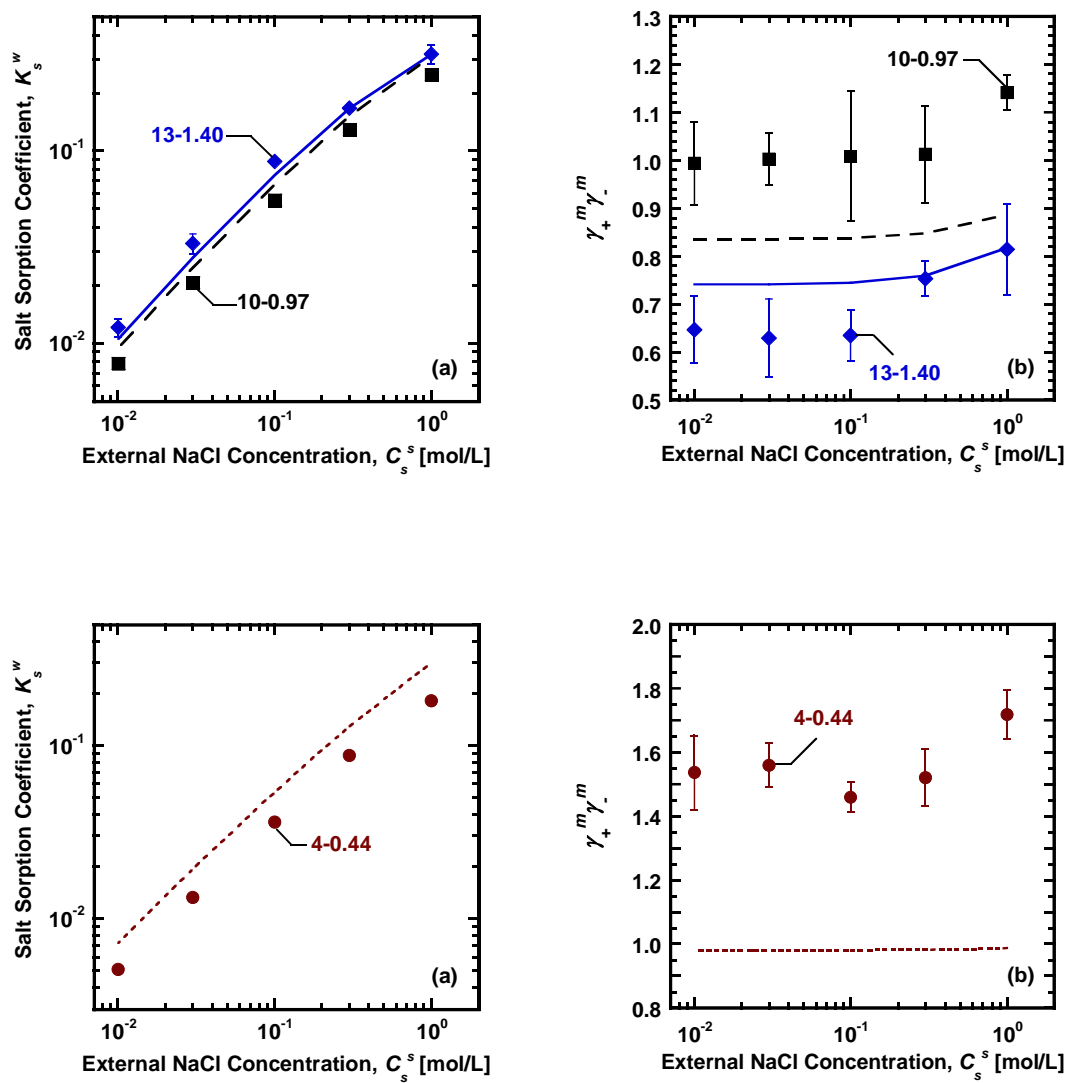 Salt Sorption Coefficient, K_s^w
10^-1
10^-2
13-1.40
10-0.97
(a)
10^-2 10^-1 10^0
External NaCl Concentration, C_s^s [mol/L]
γ_+^m γ_-^m
1.3
1.2
1.1
1.0
0.9
0.8
0.7
0.6
0.5
10-0.97
13-1.40
(b)
10^-2 10^-1 10^0
External NaCl Concentration, C_s^s [mol/L]
Salt Sorption Coefficient, K_s^w
10^-1
10^-2
4-0.44
(a)
10^-2 10^-1 10^0
External NaCl Concentration, C_s^s [mol/L]
γ_+^m γ_-^m
2.0
1.8
1.6
1.4
1.2
1.0
0.8
4-0.44
(b)
10^-2 10^-1 10^0
External NaCl Concentration, C_s^s [mol/L]